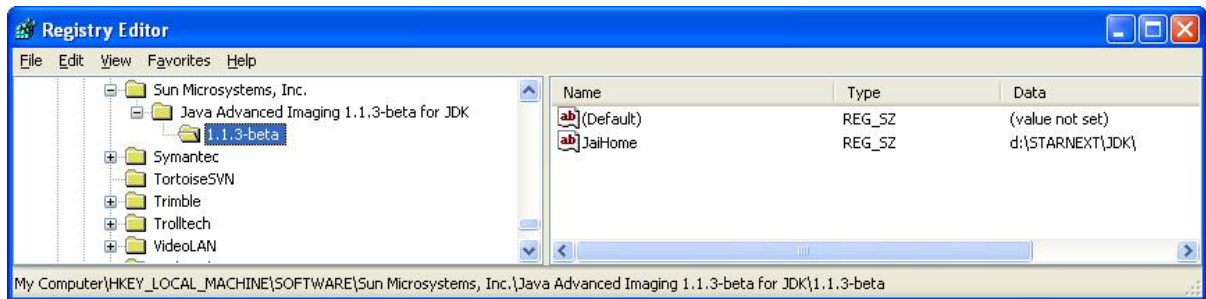 Registry Editor
File Edit View Favorites Help
Sun Microsystems, Inc.
Java Advanced Imaging 1.1.3-beta for JDK
1.1.3-beta
Symantec
TortoiseSVN
Trimble
Trolltech
VideoLAN
Name Type Data
ab (Default) REG_SZ (value not set)
ab JaiHome REG_SZ d:\STARNEXT\JDK\
My Computer\HKEY_LOCAL_MACHINE\SOFTWARE\Sun Microsystems, Inc.\Java Advanced Imaging 1.1.3-beta for JDK\1.1.3-beta